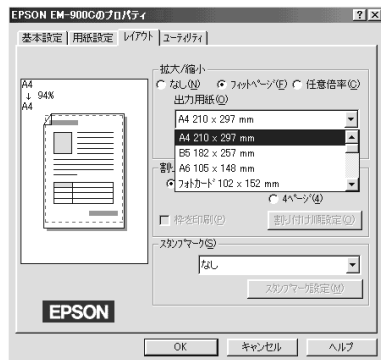 EPSON EM-900Cのプロパティ
基本設定
用紙設定
レイアウト
ユーティリティ
A4
↓ 94%
A4
拡大/縮小
なし(N)
フィットページ(F)
任意倍率(C)
出力用紙(O)
A4 210 x 297 mm
A4 210 x 297 mm
B5 182 x 257 mm
A6 105 x 148 mm
フォトカード 102 x 152 mm
4ページ(4)
枠を印刷(P)
割り付け順設定(O)
スタンプマーク(S)
なし
スタンプマーク設定(M)
EPSON
OK
キャンセル
ヘルプ